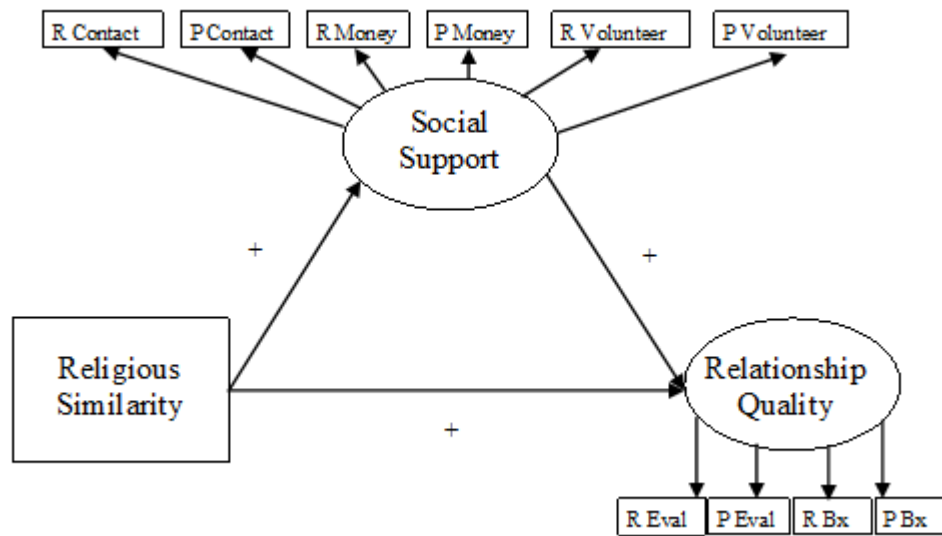 R Contact
P Contact
R Money
P Money
R Volunteer
P Volunteer
Social
Support
+
+
Religious
Similarity
Relationship
Quality
+
R Eval
P Eval
R Bx
P Bx